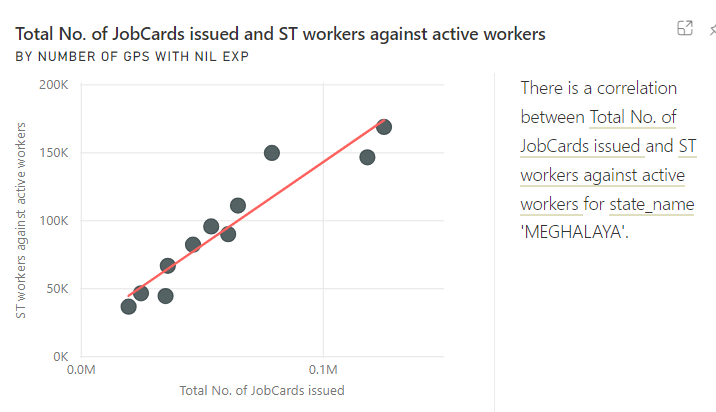 Total No. of JobCards issued and ST workers against active workers
BY NUMBER OF GPS WITH NIL EXP
200K
150K
100K
50K
0K
0.0M
0.1M
ST workers against active workers
Total No. of JobCards issued
There is a correlation
between Total No. of
JobCards issued and ST
workers against active
workers for state_name
'MEGHALAYA'.